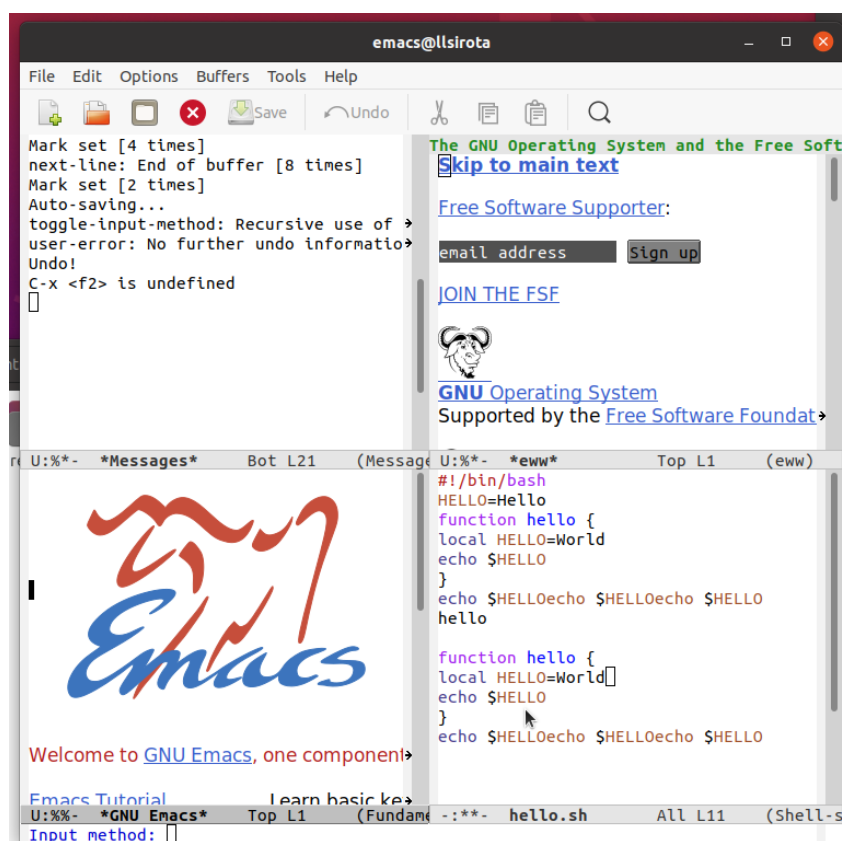 emacs@llsirota
File Edit Options Buffers Tools Help
Save Undo
Mark set [4 times]
next-line: End of buffer [8 times]
Mark set [2 times]
Auto-saving...
toggle-input-method: Recursive use of
user-error: No further undo informatio
Undo!
C-x <f2> is undefined
U:%*- *Messages* Bot L21 (Message
The GNU Operating System and the Free Soft
Skip to main text
Free Software Supporter:
email address Sign up
JOIN THE FSF
GNU Operating System
Supported by the Free Software Foundat
U:%*- *eww* Top L1 (eww)
Emacs
Welcome to GNU Emacs, one component
Emacs Tutorial Learn basic ke
U:%%- *GNU Emacs* Top L1 (Fundame
#!/bin/bash
HELLO=Hello
function hello {
local HELLO=World
echo $HELLO
}
echo $HELLOecho $HELLOecho $HELLO
hello
function hello {
local HELLO=World
echo $HELLO
}
echo $HELLOecho $HELLOecho $HELLO
-:**- hello.sh All L11 (Shell-s
Input method: